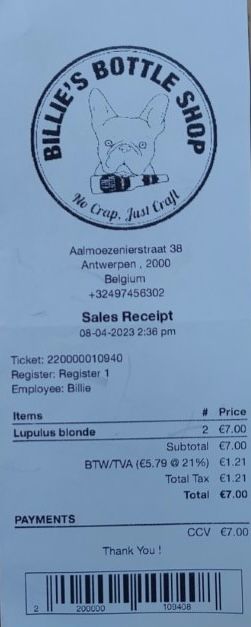 BILLIE'S BOTTLE SHOP
No Crap, Just Craft
Aalmoezenierstraat 38
Antwerpen , 2000
Belgium
+32497456302
Sales Receipt
08-04-2023 2:36 pm
Ticket: 220000010940
Register: Register 1
Employee: Billie
Items # Price
Lupulus blonde 2 €7.00
Subtotal €7.00
BTW/TVA (€5.79 @ 21%) €1.21
Total Tax €1.21
Total €7.00
PAYMENTS
CCV €7.00
Thank You !
2 200000 109408